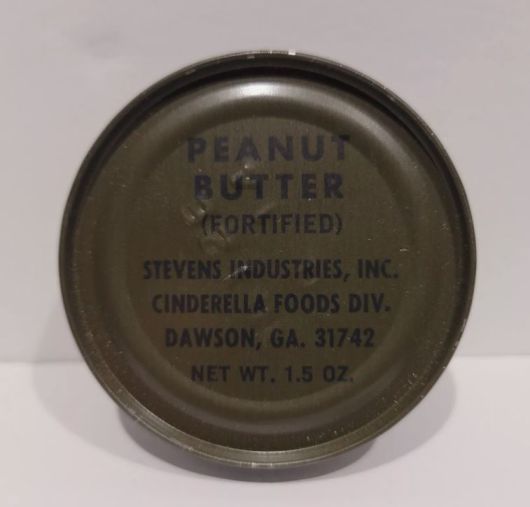 PEANUT
BUTTER
(FORTIFIED)
STEVENS INDUSTRIES, INC.
CINDERELLA FOODS DIV.
DAWSON, GA. 31742
NET WT. 1.5 OZ.